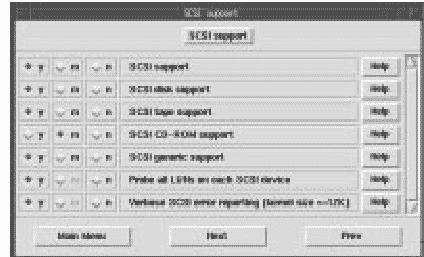 SCSI support
SCSI support
y m n SCSI support Help
y m n SCSI disk support Help
y m n SCSI tape support Help
y m n SCSI CD-ROM support Help
y m n SCSI generic support Help
y m n Probe all LUNs on each SCSI device Help
y m n Verbose SCSI error reporting (kernel size +=12K) Help
Main Menu Next Prev